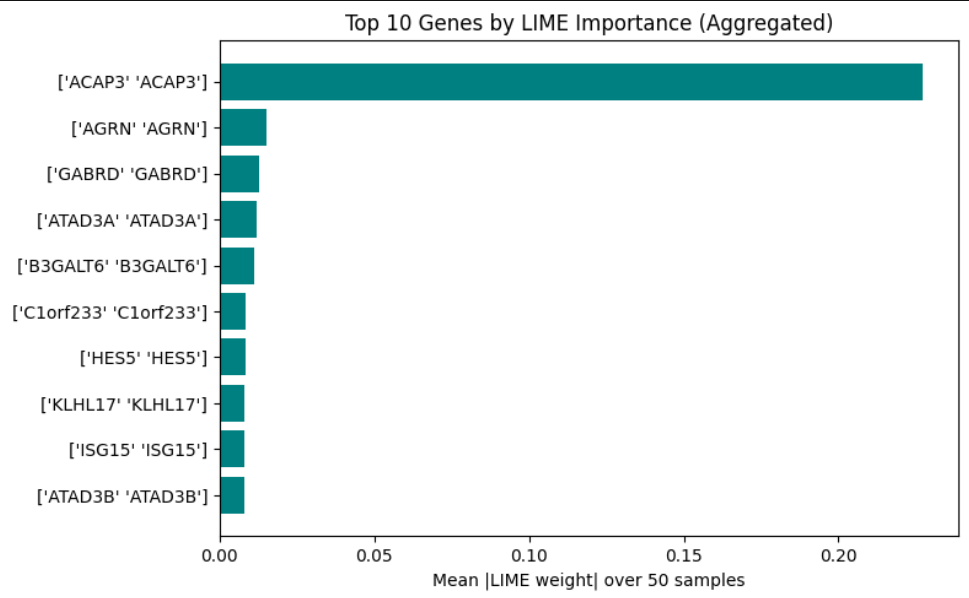 Top 10 Genes by LIME Importance (Aggregated)
['ACAP3' 'ACAP3']
['AGRN' 'AGRN']
['GABRD' 'GABRD']
['ATAD3A' 'ATAD3A']
['B3GALT6' 'B3GALT6']
['C1orf233' 'C1orf233']
['HES5' 'HES5']
['KLHL17' 'KLHL17']
['ISG15' 'ISG15']
['ATAD3B' 'ATAD3B']
0.00 0.05 0.10 0.15 0.20
Mean |LIME weight| over 50 samples